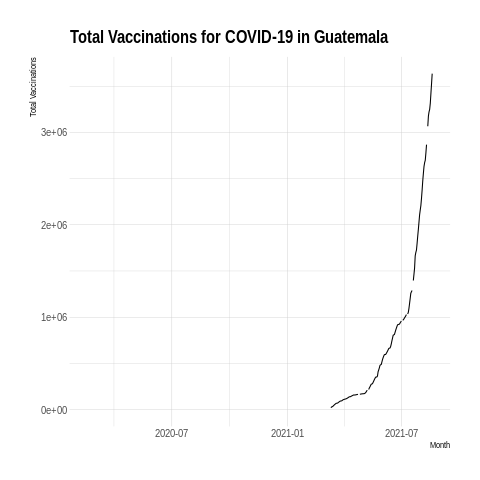 Total Vaccinations for COVID-19 in Guatemala
Total Vaccinations
3e+06
2e+06
1e+06
0e+00
2020-07 2021-01 2021-07
Month